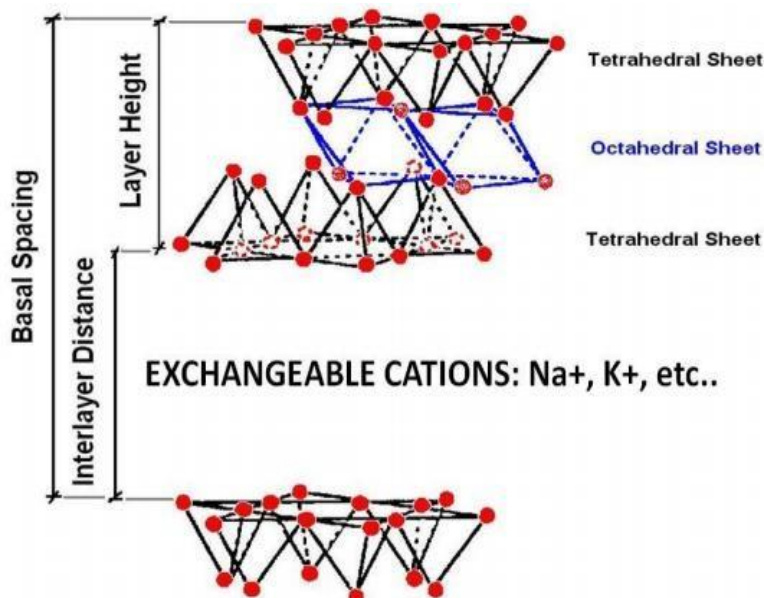 Basal Spacing
Layer Height
Interlayer Distance
Tetrahedral Sheet
Octahedral Sheet
Tetrahedral Sheet
EXCHANGEABLE CATIONS: Na+, K+, etc..